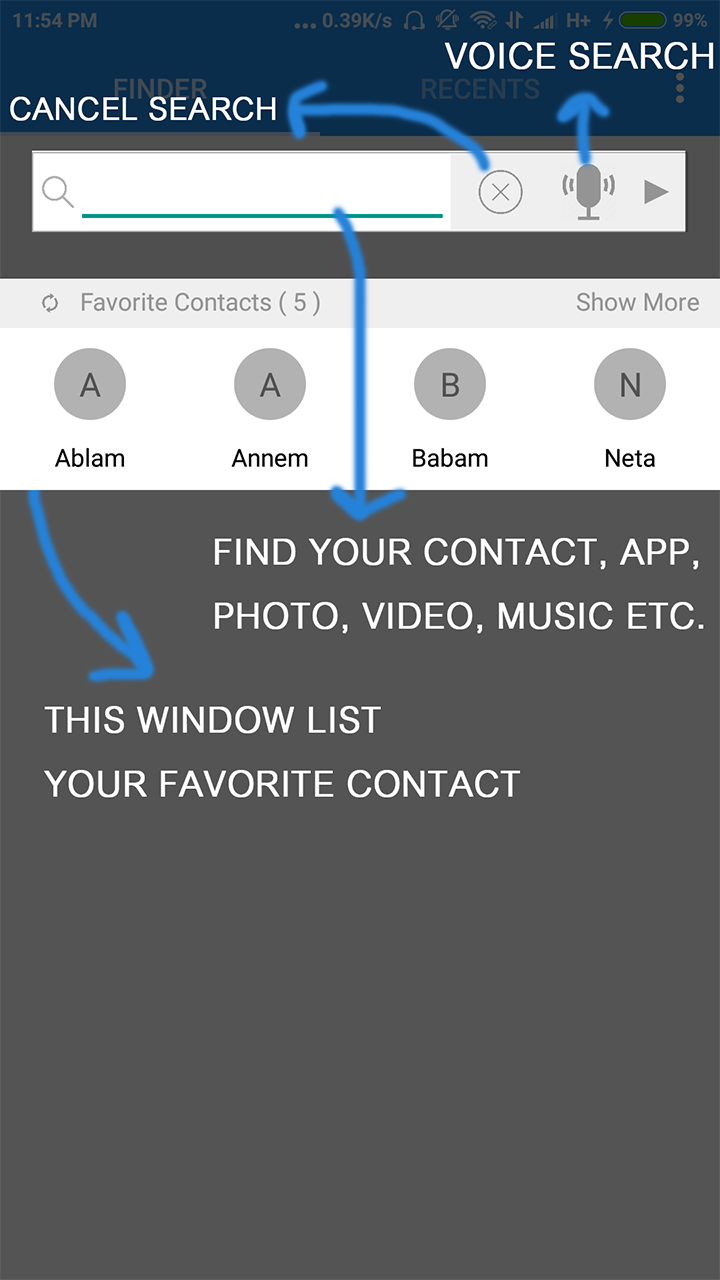 11:54 PM ... 0.39K/s H+ 99%
VOICE SEARCH
FINDER RECENTS
CANCEL SEARCH
Favorite Contacts ( 5 ) Show More
A A B N
Ablam Annem Babam Neta
FIND YOUR CONTACT, APP,
PHOTO, VIDEO, MUSIC ETC.
THIS WINDOW LIST
YOUR FAVORITE CONTACT